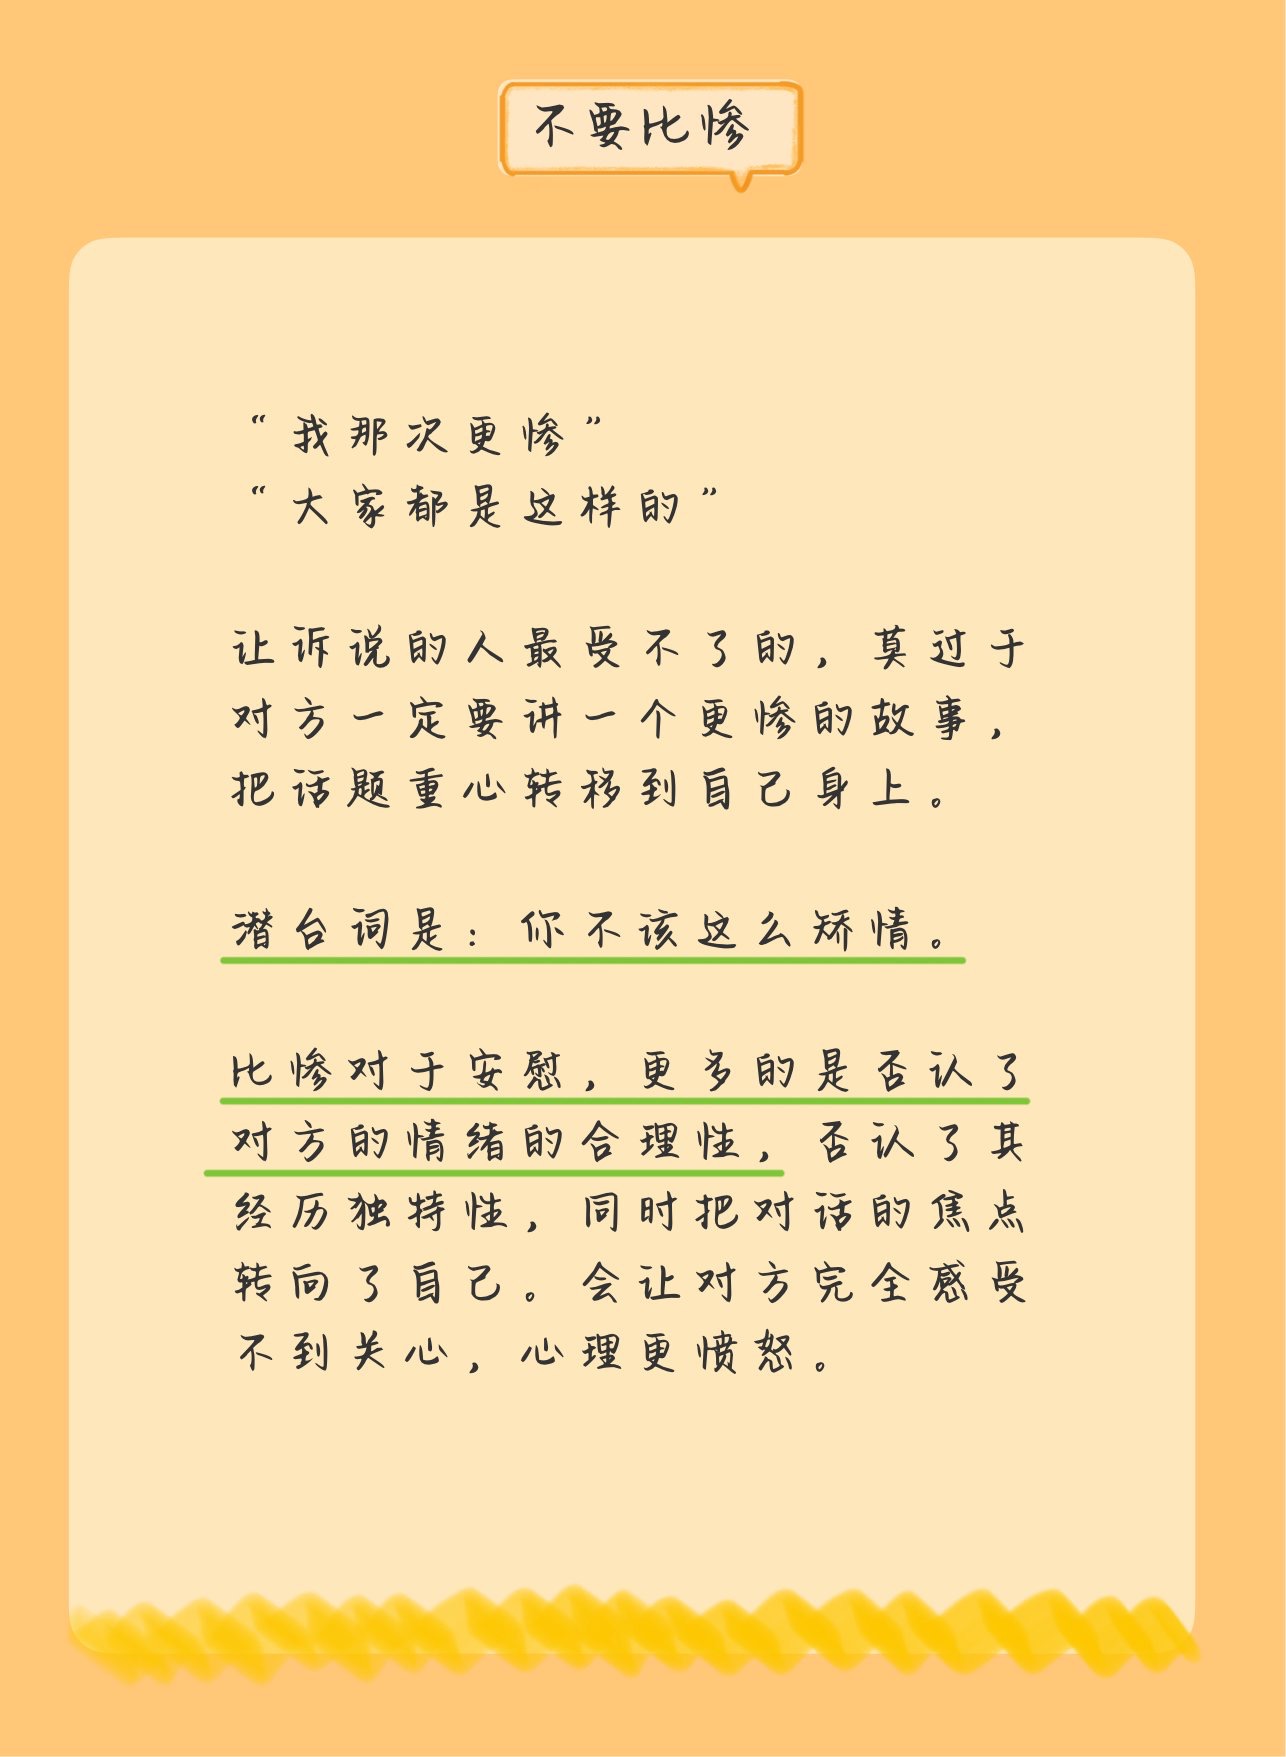 不要比惨
“我那次更惨”
“大家都是这样的”
让诉说的人最受不了的，莫过于
对方一定要讲一个更惨的故事，
把话题重心转移到自己身上。
潜台词是：你不该这么矫情。
比惨对于安慰，更多的是否认了
对方的情绪的合理性，否认了其
经历独特性，同时把对话的焦点
转向了自己。会让对方完全感受
不到关心，心理更愤怒。